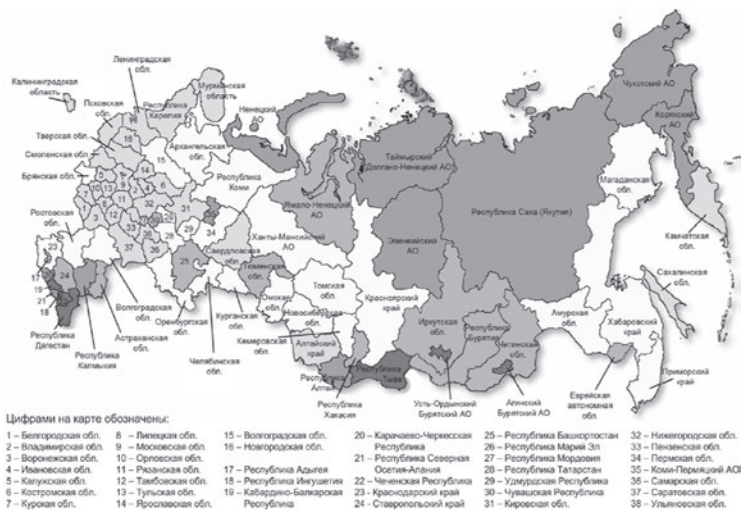 Ленинградская
обл.
Калининградская
область
Мурманская
область
Чукотский АО
Псковская
обл.
Республика
Карелия
Ненецкий
АО
Корякский
АО
Тверская обл.
Смоленская обл.
Архангельская
обл.
Таймырский
(Долгано-Ненецкий АО)
Брянская обл.
Республика
Коми
Магаданская
обл.
Ямало-Ненецкий
АО
Республика Саха (Якутия)
Ростовская
обл.
Свердловская
обл.
Ханты-Мансийский
АО
Эвенкийский
АО
Камчатская
обл.
Тюменская
обл.
Томская
обл.
Красноярский
край
Сахалинская
обл.
Волгоградская
обл.
Омская
обл.
Новосибирская
обл.
Иркутская
обл.
Республика
Бурятия
Читинская
обл.
Амурская
обл.
Хабаровский
край
Республика
Дагестан
Астраханская
обл.
Республика
Калмыкия
Оренбургская
обл.
Курганская
обл.
Челябинская
обл.
Кемеровская
обл.
Алтайский
край
Республика
Алтай
Республика
Тыва
Республика
Хакасия
Усть-Ордынский
Бурятский АО
Агинский
Бурятский АО
Еврейская
автономная обл.
Приморский
край
Цифрами на карте обозначены:
1 – Белгородская обл.
2 – Владимирская обл.
3 – Воронежская обл.
4 – Ивановская обл.
5 – Калужская обл.
6 – Костромская обл.
7 – Курская обл.
8 – Липецкая обл.
9 – Московская обл.
10 – Орловская обл.
11 – Рязанская обл.
12 – Тамбовская обл.
13 – Тульская обл.
14 – Ярославская обл.
15 – Волгоградская обл.
16 – Новгородская обл.
17 – Республика Адыгея
18 – Республика Ингушетия
19 – Кабардино-Балкарская
Республика
20 – Карачаево-Черкесская
Республика
21 – Республика Северная
Осетия-Алания
22 – Чеченская Республика
23 - Краснодарский край
24 – Ставропольский край
25 – Республика Башкортостан
26 – Республика Марий Эл
27 – Республика Мордовия
28 – Республика Татарстан
29 – Удмурдская Республика
30 – Чувашская Республика
31 – Кировская обл.
32 – Нижегородская обл.
33 – Пензенская обл.
34 – Пермская обл.
35 – Коми-Пермяцкий АО
36 – Самарская обл.
37 – Саратовская обл.
38 – Ульяновская обл.